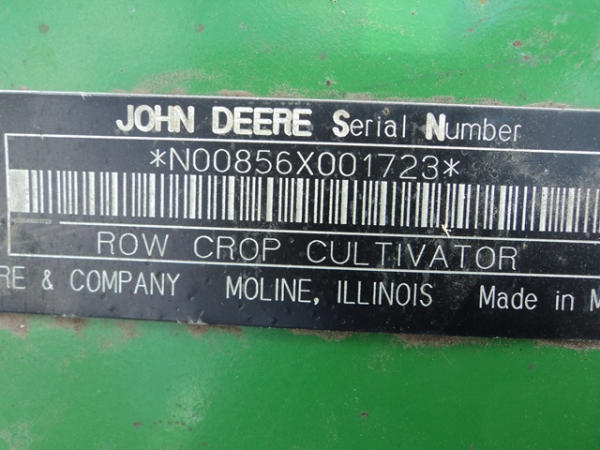 JOHN DEERE Serial Number
*N00856X001723*
ROW CROP CULTIVATOR
RE & COMPANY MOLINE, ILLINOIS Made in M